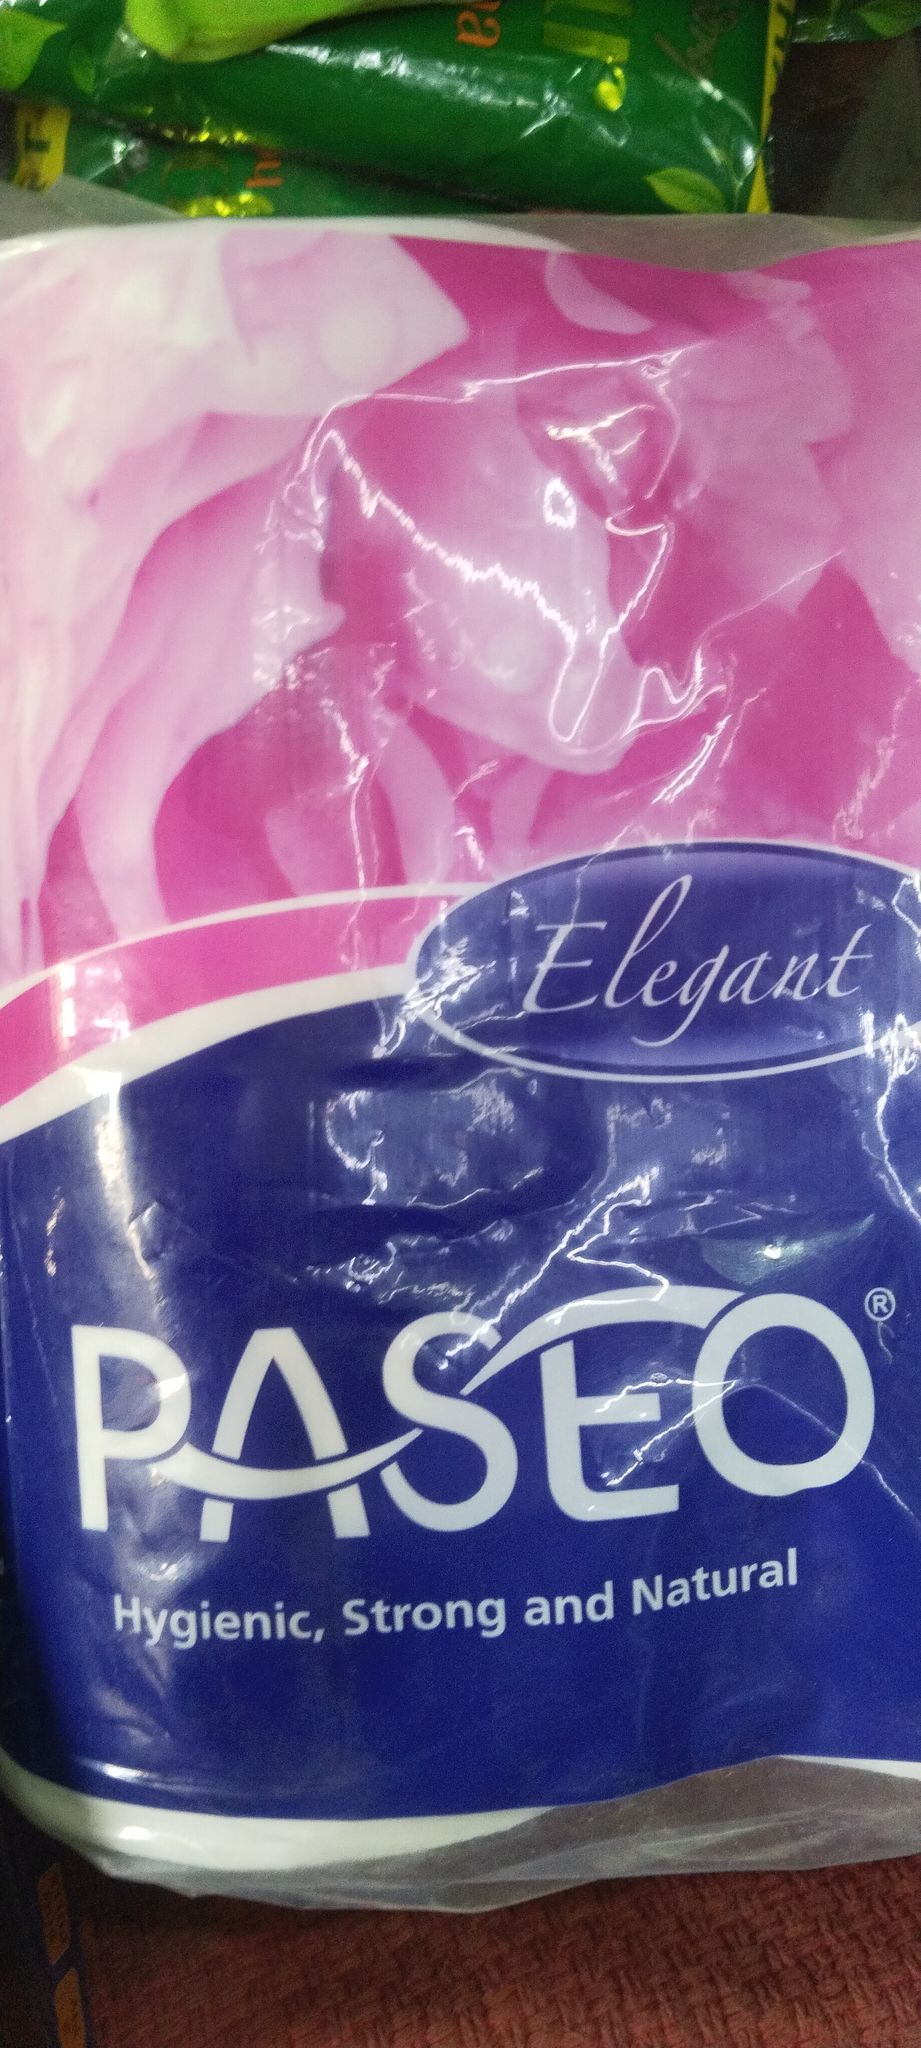 Elegant
PASEO®
Hygienic, Strong and Natural